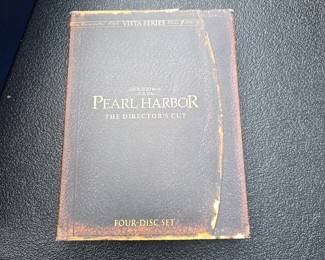 VISTA SERIES
PEARL HARBOR
THE DIRECTOR'S CUT
FOUR-DISC SET